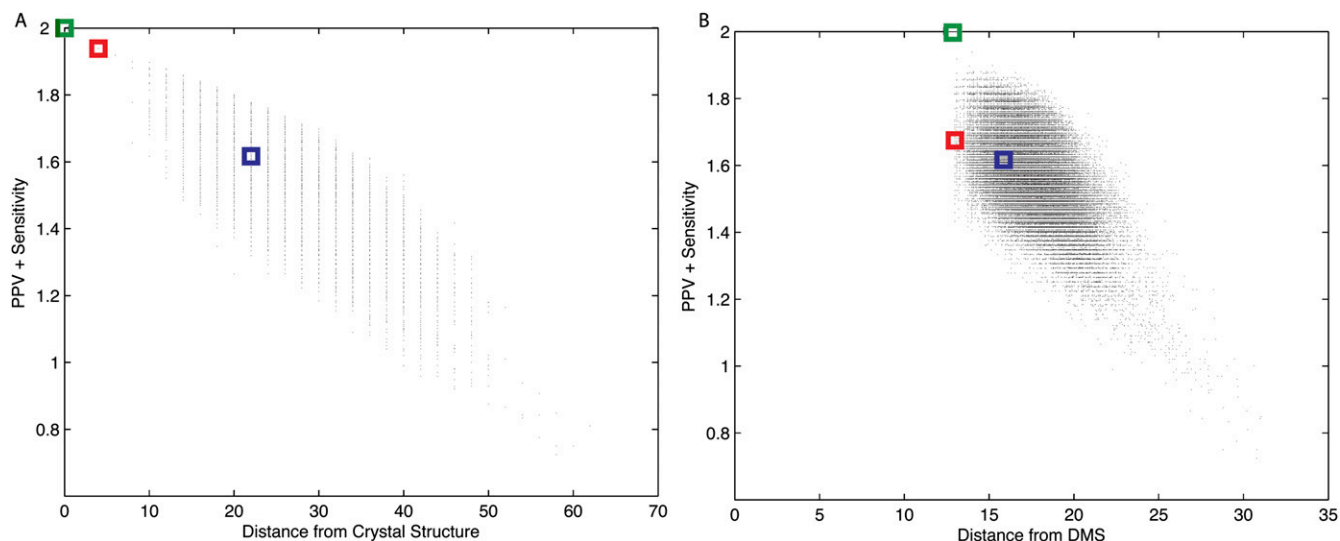 A
2
1.8
1.6
1.4
1.2
1
0.8
PPV + Sensitivity
0 10 20 30 40 50 60 70
Distance from Crystal Structure
B
2
1.8
1.6
1.4
1.2
1
0.8
PPV + Sensitivity
0 5 10 15 20 25 30 35
Distance from DMS